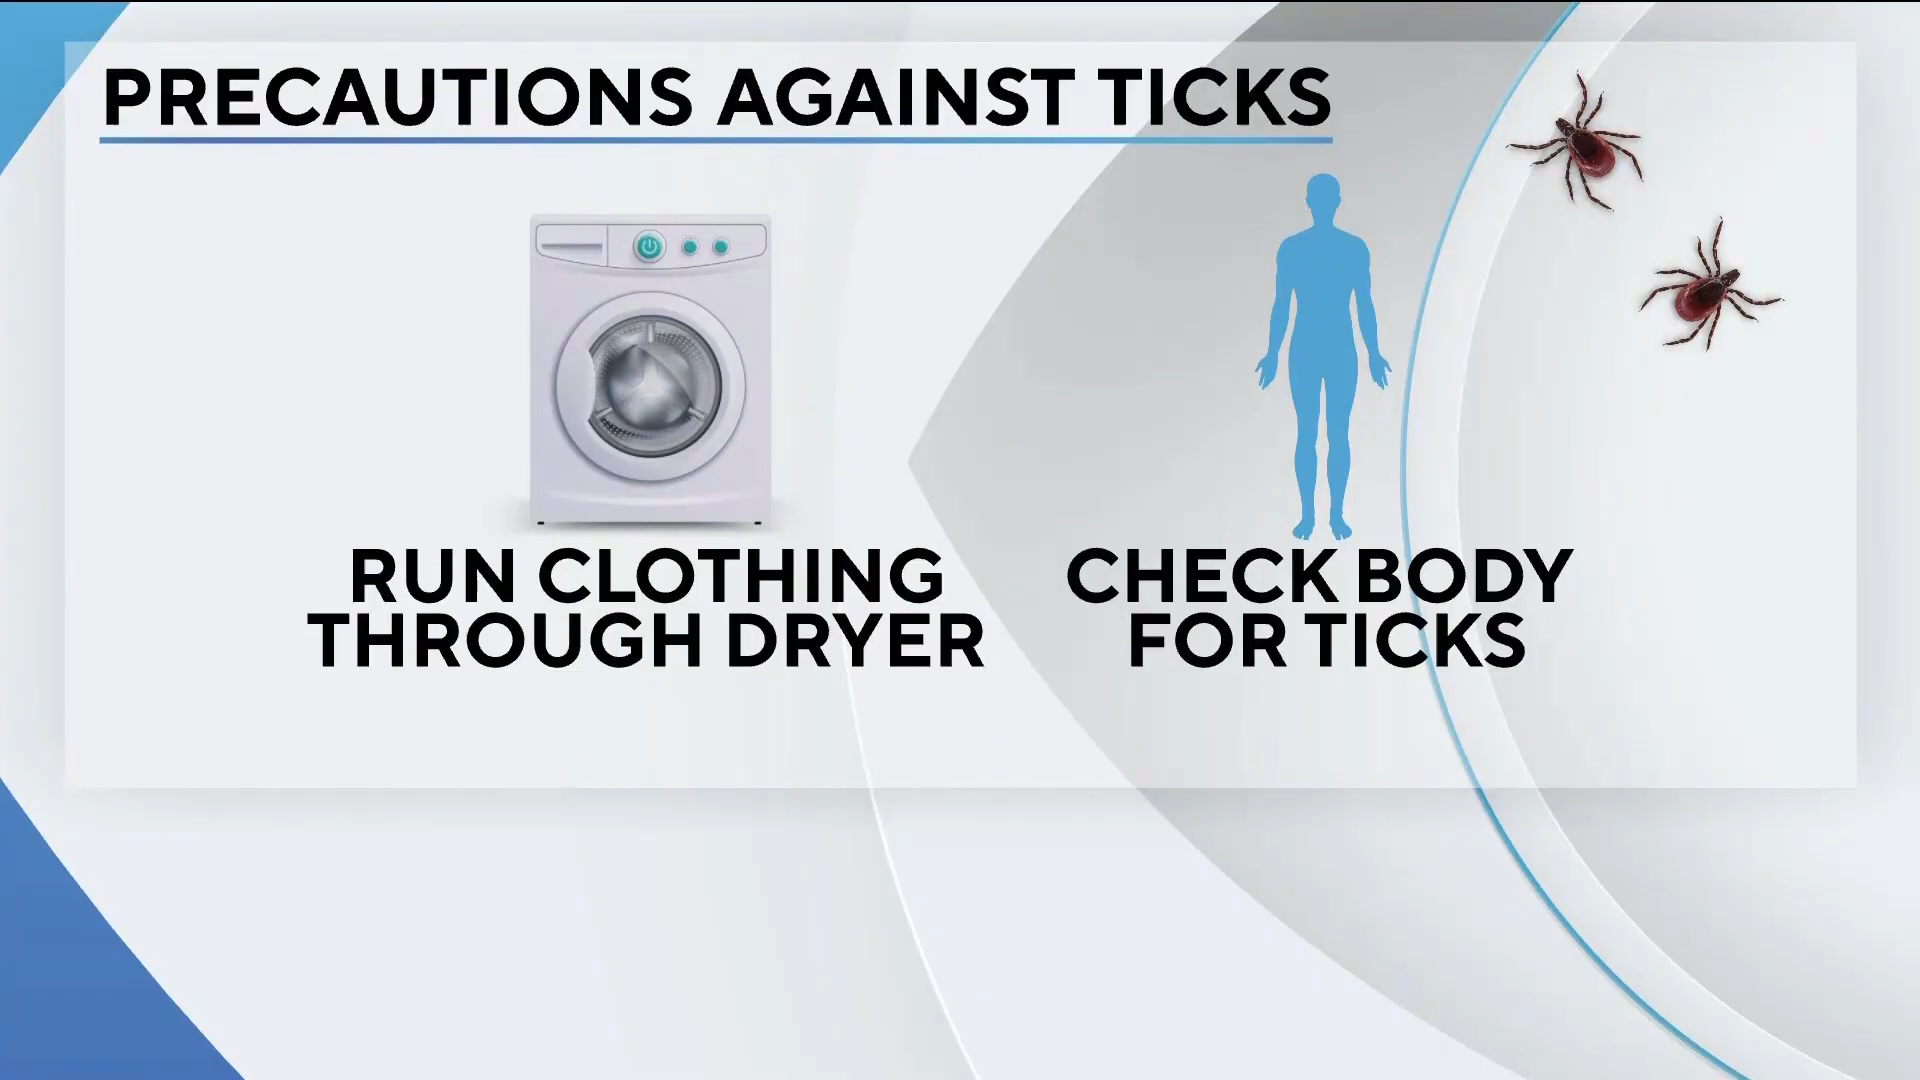 PRECAUTIONS AGAINST TICKS
RUN CLOTHING
THROUGH DRYER
CHECK BODY
FOR TICKS